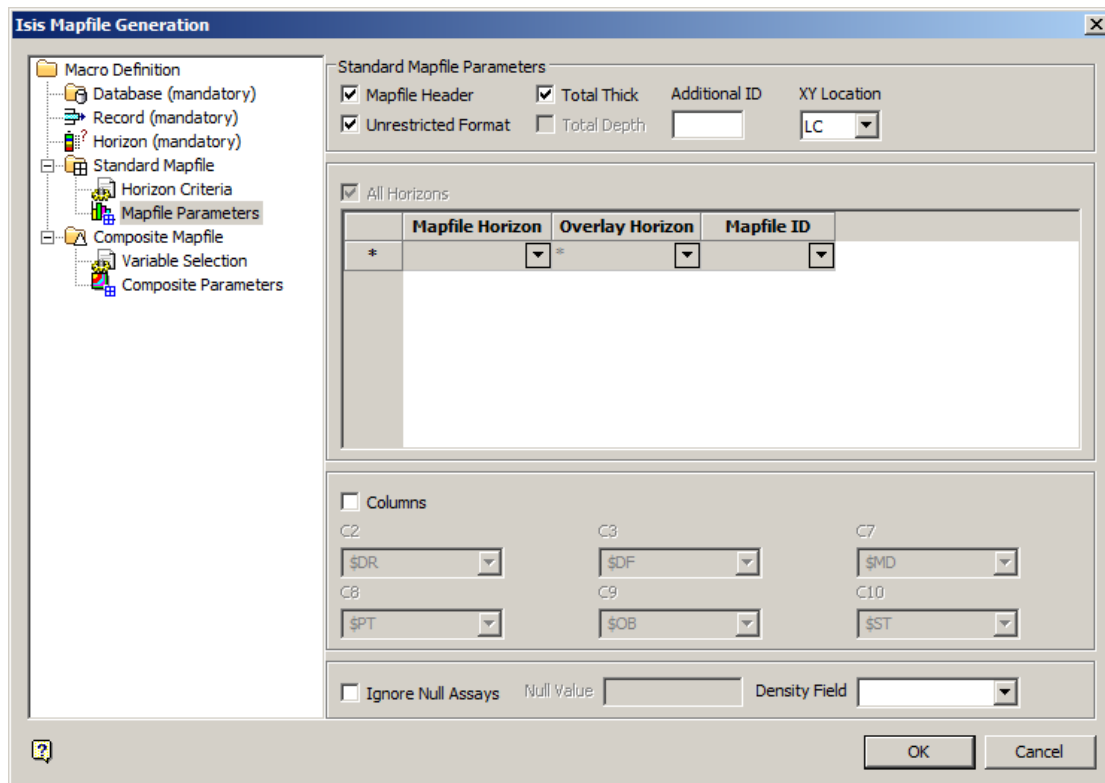 Isis Mapfile Generation
Macro Definition
Database (mandatory)
Record (mandatory)
Horizon (mandatory)
Standard Mapfile
Horizon Criteria
Mapfile Parameters
Composite Mapfile
Variable Selection
Composite Parameters
Standard Mapfile Parameters
Mapfile Header Total Thick Additional ID XY Location
Unrestricted Format Total Depth LC
All Horizons
Mapfile Horizon Overlay Horizon Mapfile ID
* *
Columns
C2 C3 C7
$DR $DF $MD
C8 C9 C10
$PT $OB $ST
Ignore Null Assays Null Value Density Field
? OK Cancel